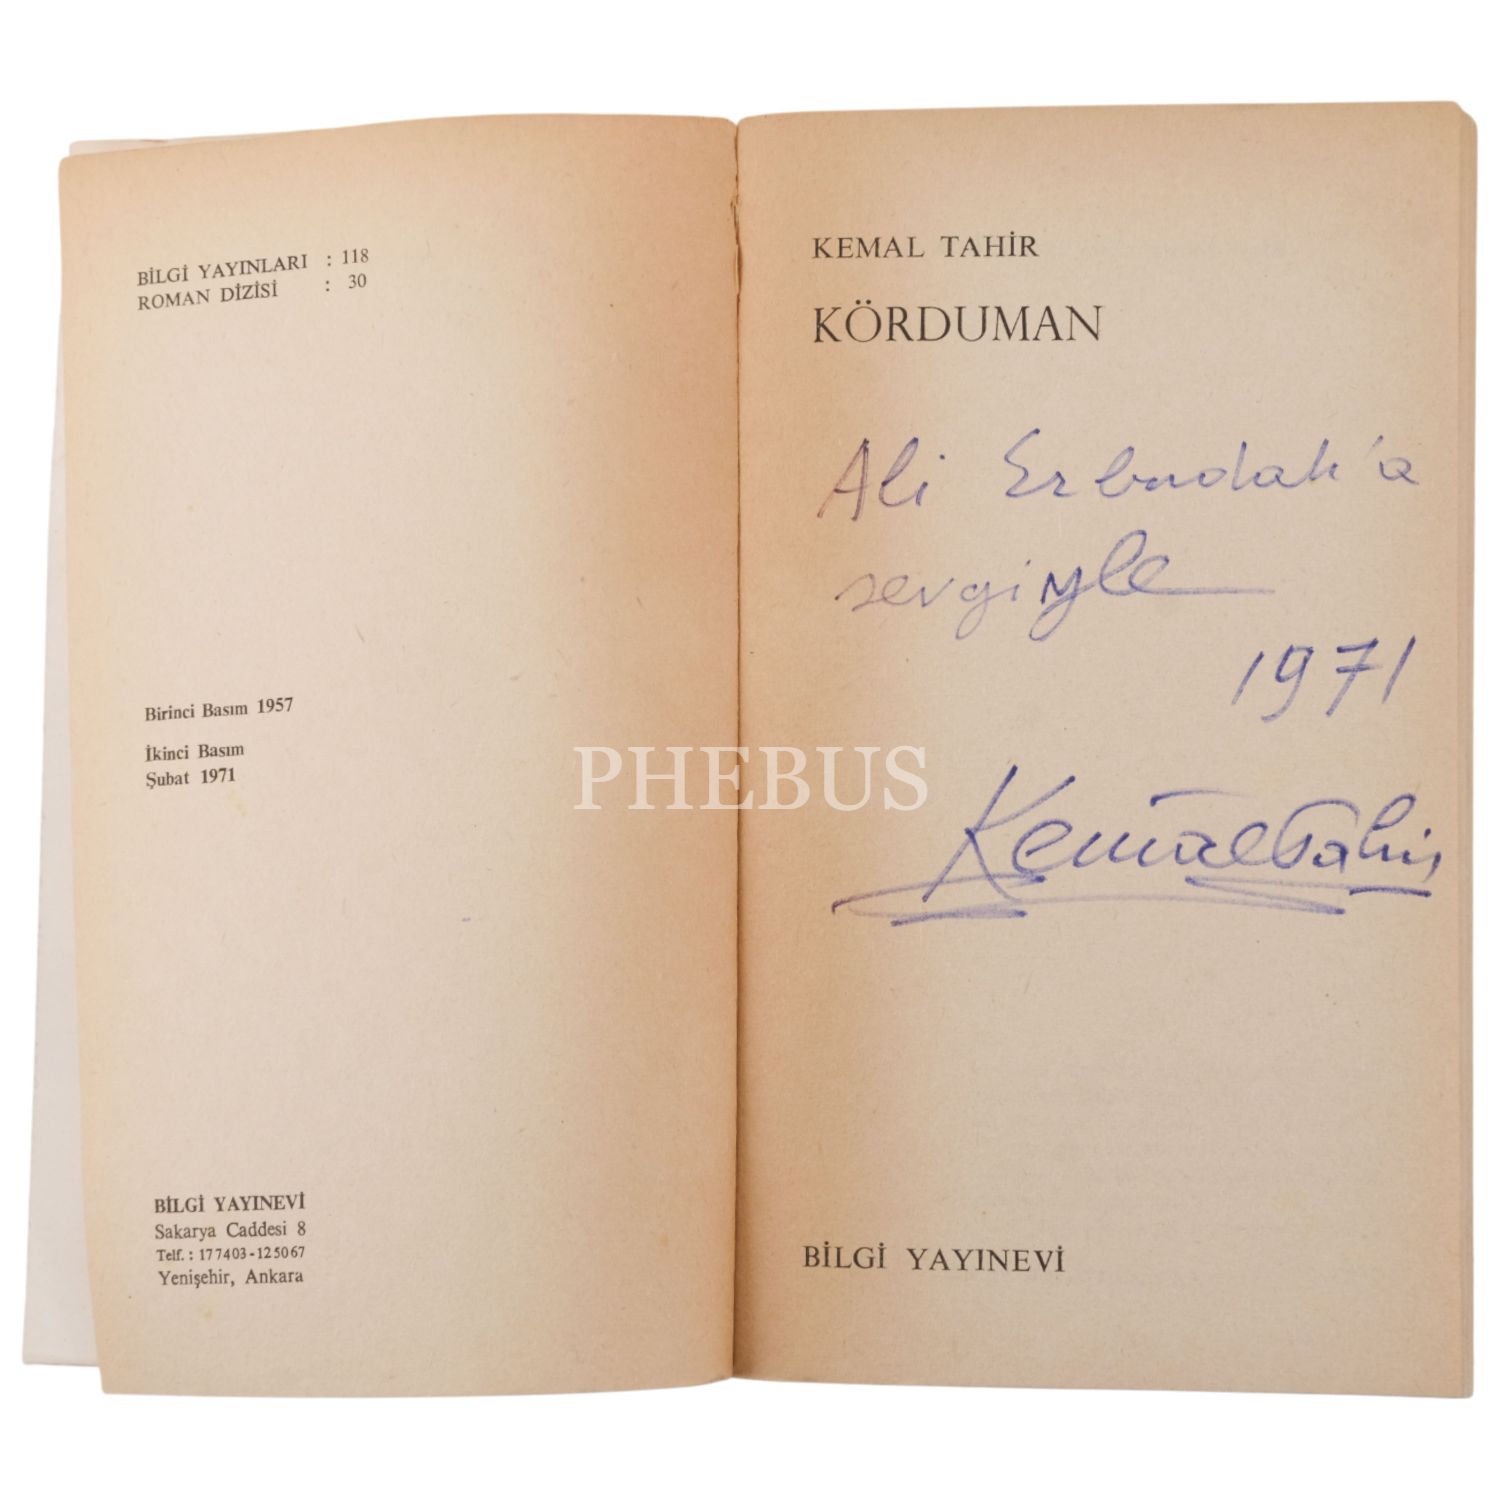 BİLGİ YAYINLARI : 118
ROMAN DİZİSİ : 30
Birinci Basım 1957
İkinci Basım
Şubat 1971
BİLGİ YAYINEVİ
Sakarya Caddesi 8
Telf.: 177403-125067
Yenişehir, Ankara
KEMAL TAHİR
KÖRDUMAN
Ali Erbudak'a
sevgiyle
1971
Kemal Tahir
BİLGİ YAYINEVİ
PHEBUS